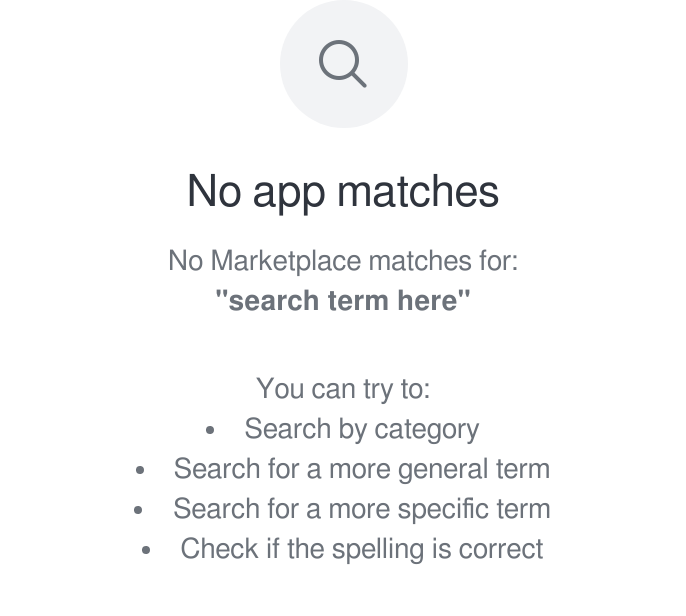 No app matches
No Marketplace matches for:
"search term here"
You can try to:
• Search by category
• Search for a more general term
• Search for a more specific term
• Check if the spelling is correct